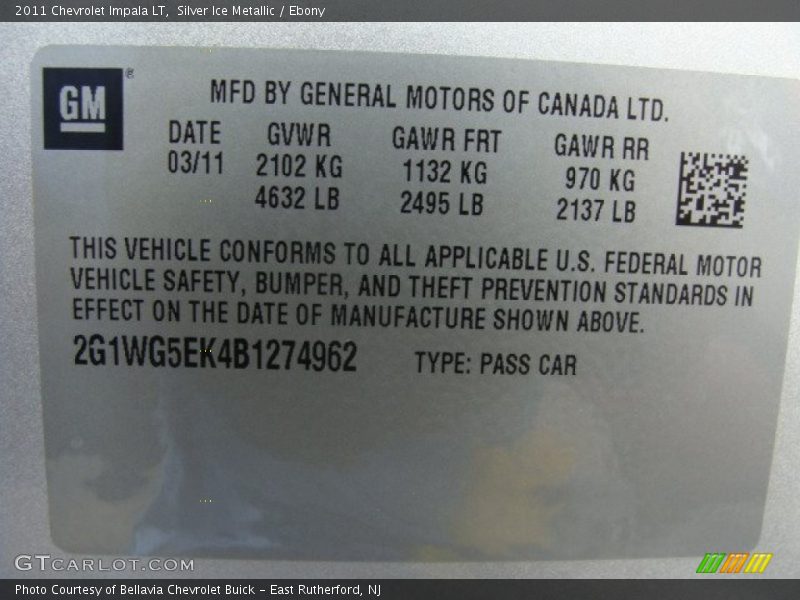 2011 Chevrolet Impala LT, Silver Ice Metallic / Ebony
GM ®
MFD BY GENERAL MOTORS OF CANADA LTD.
DATE GVWR GAWR FRT GAWR RR
03/11 2102 KG 1132 KG 970 KG
4632 LB 2495 LB 2137 LB
THIS VEHICLE CONFORMS TO ALL APPLICABLE U.S. FEDERAL MOTOR
VEHICLE SAFETY, BUMPER, AND THEFT PREVENTION STANDARDS IN
EFFECT ON THE DATE OF MANUFACTURE SHOWN ABOVE.
2G1WG5EK4B1274962 TYPE: PASS CAR
GTCARLOT.COM
Photo Courtesy of Bellavia Chevrolet Buick - East Rutherford, NJ